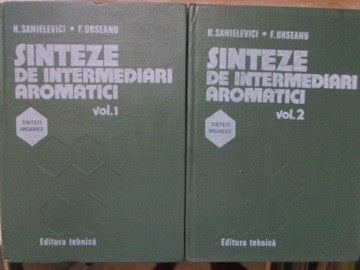 H. SANIELEVICI • F. URSEANU
SINTEZE
DE INTERMEDIARI
AROMATICI
vol.1
SINTEZE
ORGANICE
Editura tehnică
H. SANIELEVICI • F. URSEANU
SINTEZE
DE INTERMEDIARI
AROMATICI
vol.2
SINTEZE
ORGANICE
Editura tehnică